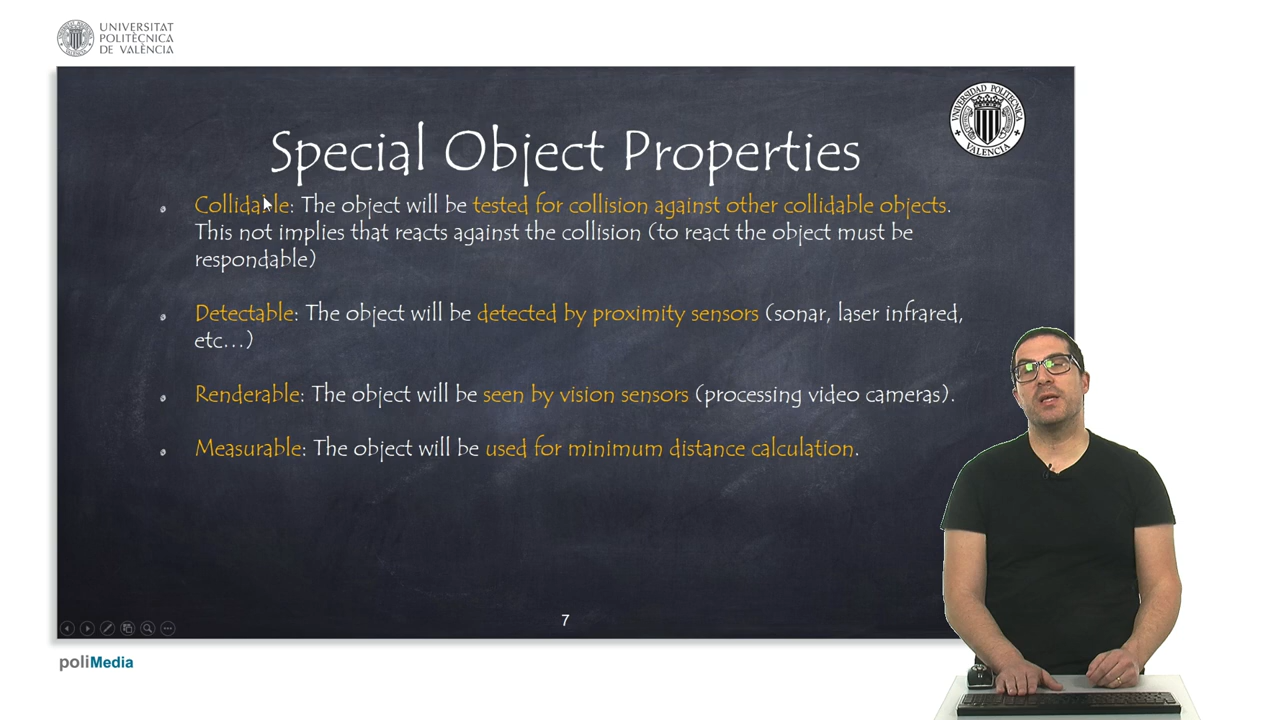 UNIVERSITAT
POLITÈCNICA
DE VALÈNCIA
UNIVERSIDAD POLITECNICA
VALENCIA
Special Object Properties
Collidable: The object will be tested for collision against other collidable objects.
This not implies that reacts against the collision (to react the object must be
respondable)
Detectable: The object will be detected by proximity sensors (sonar, laser infrared,
etc…)
Renderable: The object will be seen by vision sensors (processing video cameras).
Measurable: The object will be used for minimum distance calculation.
7
poliMedia